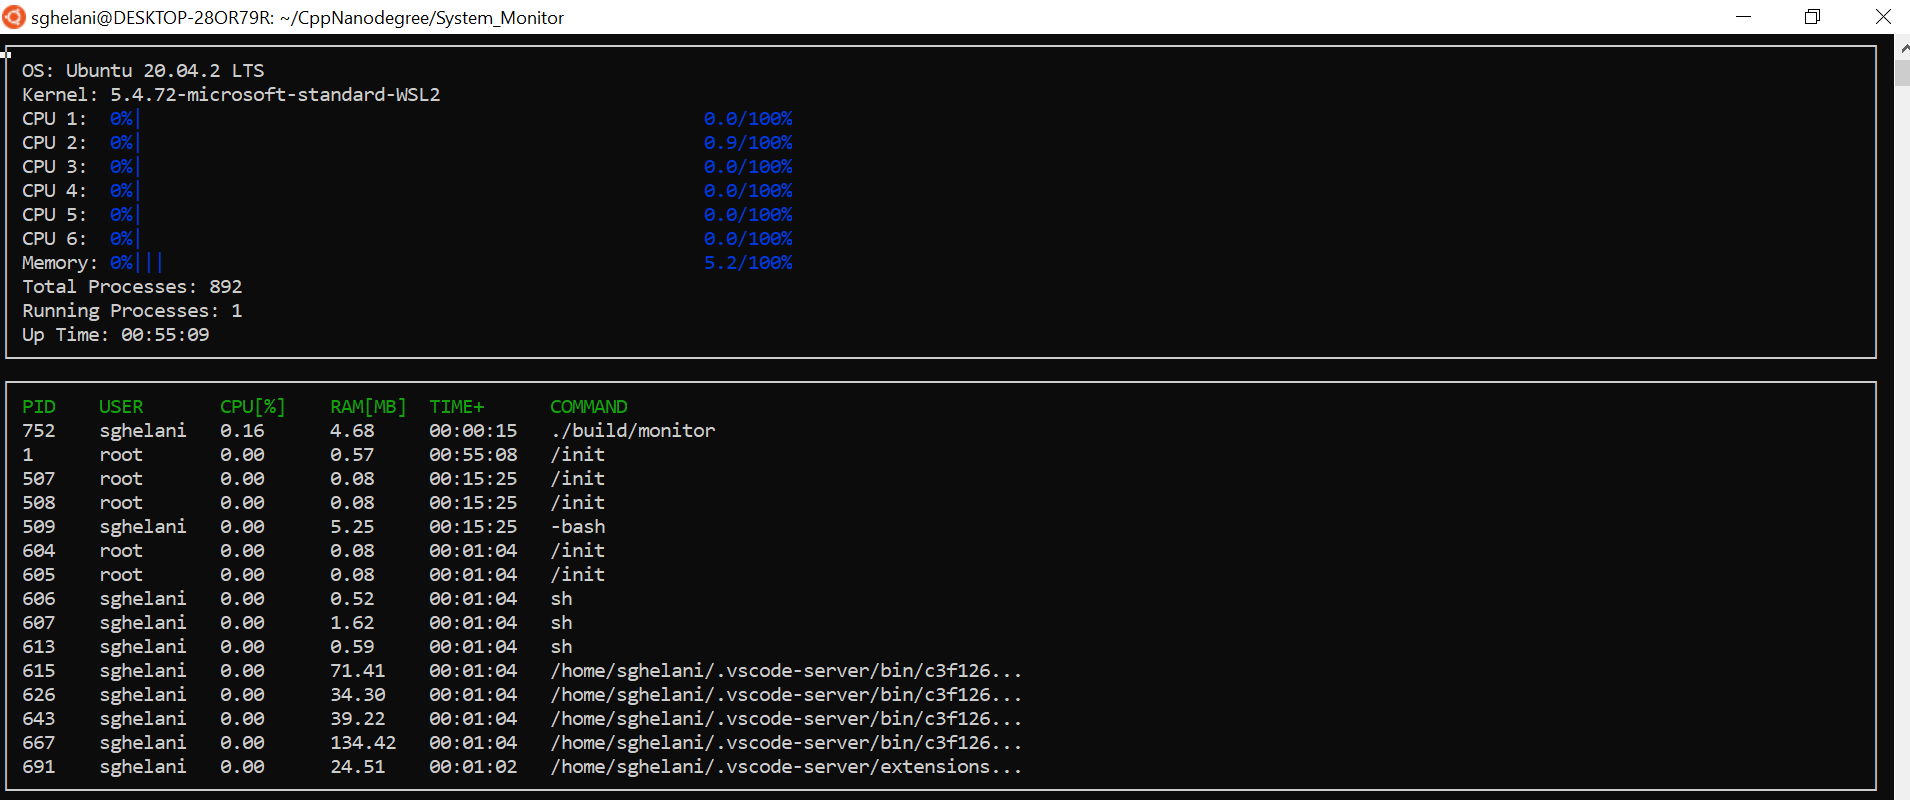 sghelani@DESKTOP-28OR79R: ~/CppNanodegree/System_Monitor
OS: Ubuntu 20.04.2 LTS
Kernel: 5.4.72-microsoft-standard-WSL2
CPU 1: 0%| 0.0/100%
CPU 2: 0%| 0.9/100%
CPU 3: 0%| 0.0/100%
CPU 4: 0%| 0.0/100%
CPU 5: 0%| 0.0/100%
CPU 6: 0%| 0.0/100%
Memory: 0%||| 5.2/100%
Total Processes: 892
Running Processes: 1
Up Time: 00:55:09
PID USER CPU[%] RAM[MB] TIME+ COMMAND
752 sghelani 0.16 4.68 00:00:15 ./build/monitor
1 root 0.00 0.57 00:55:08 /init
507 root 0.00 0.08 00:15:25 /init
508 root 0.00 0.08 00:15:25 /init
509 sghelani 0.00 5.25 00:15:25 -bash
604 root 0.00 0.08 00:01:04 /init
605 root 0.00 0.08 00:01:04 /init
606 sghelani 0.00 0.52 00:01:04 sh
607 sghelani 0.00 1.62 00:01:04 sh
613 sghelani 0.00 0.59 00:01:04 sh
615 sghelani 0.00 71.41 00:01:04 /home/sghelani/.vscode-server/bin/c3f126...
626 sghelani 0.00 34.30 00:01:04 /home/sghelani/.vscode-server/bin/c3f126...
643 sghelani 0.00 39.22 00:01:04 /home/sghelani/.vscode-server/bin/c3f126...
667 sghelani 0.00 134.42 00:01:04 /home/sghelani/.vscode-server/bin/c3f126...
691 sghelani 0.00 24.51 00:01:02 /home/sghelani/.vscode-server/extensions...